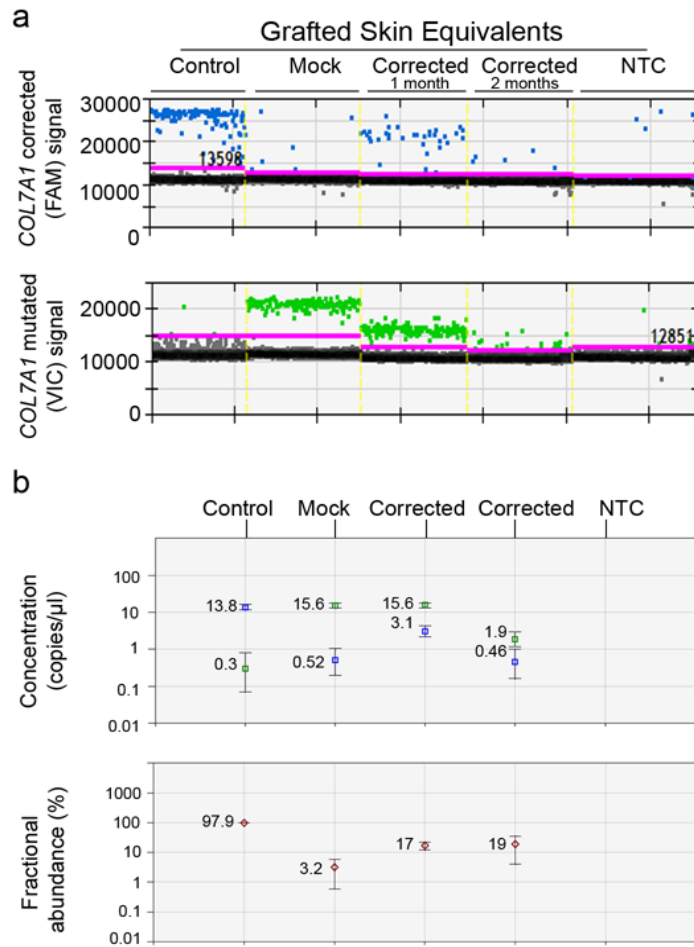 a
Grafted Skin Equivalents
Control Mock Corrected Corrected NTC
1 month 2 months
COL7A1 corrected
(FAM) signal
30000
20000
13598
10000
0
COL7A1 mutated
(VIC) signal
20000
12851
10000
0
b
Control Mock Corrected Corrected NTC
Concentration
(copies/µl)
100
10
1
0.1
0.01
13.8 15.6 15.6
3.1
1.9
0.3 0.52 0.46
Fractional
abundance (%)
1000
100
10
1
0.1
0.01
97.9
3.2
17
19